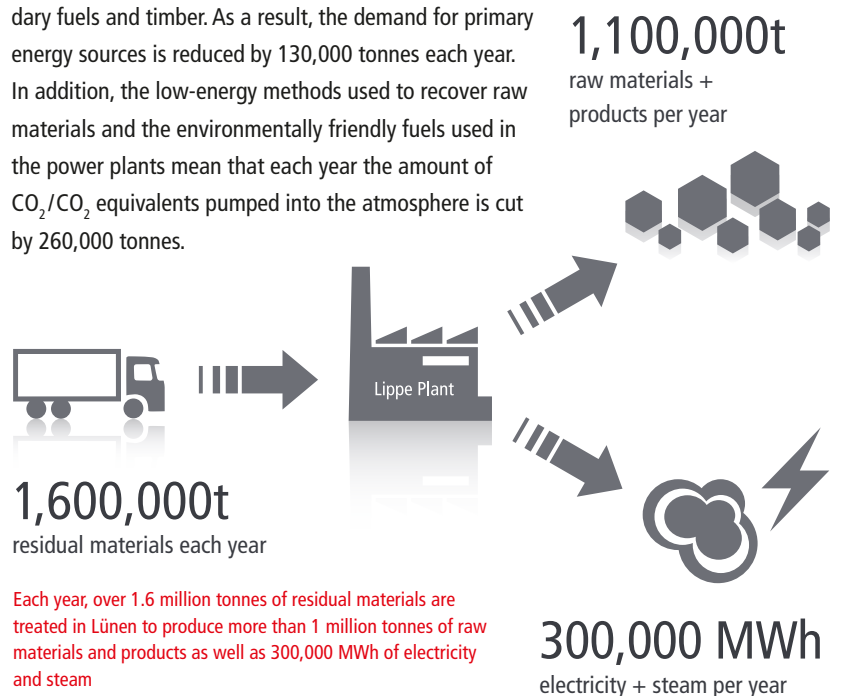 dary fuels and timber. As a result, the demand for primary
energy sources is reduced by 130,000 tonnes each year.
In addition, the low-energy methods used to recover raw
materials and the environmentally friendly fuels used in
the power plants mean that each year the amount of
CO₂/CO₂ equivalents pumped into the atmosphere is cut
by 260,000 tonnes.
1,100,000t
raw materials +
products per year
Lippe Plant
1,600,000t
residual materials each year
Each year, over 1.6 million tonnes of residual materials are
treated in Lünen to produce more than 1 million tonnes of raw
materials and products as well as 300,000 MWh of electricity
and steam
300,000 MWh
electricity + steam per year